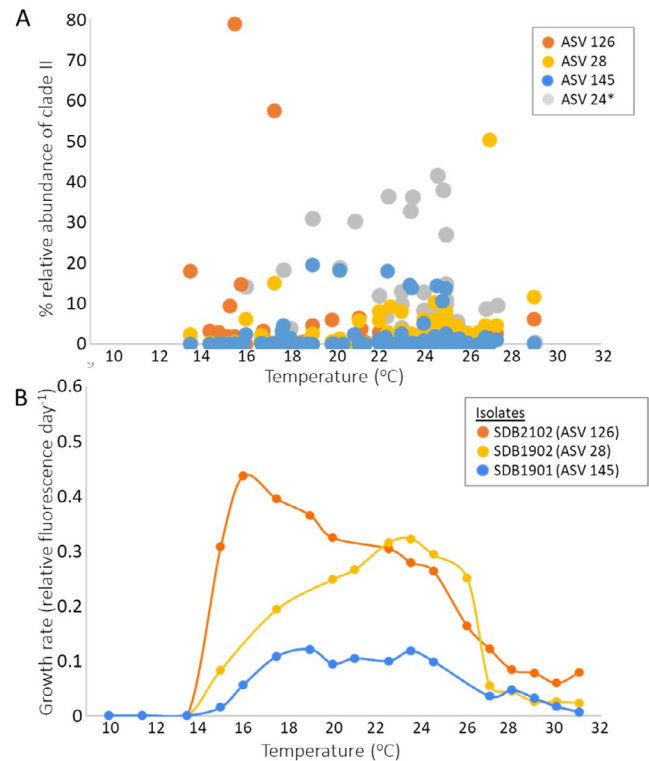 A
% relative abundance of clade II
80
70
60
50
40
30
20
10
0
ASV 126
ASV 28
ASV 145
ASV 24*
10 12 14 16 18 20 22 24 26 28 30 32
9
Temperature (°C)
B
Growth rate (relative fluorescence day-1)
0.6
0.5
0.4
0.3
0.2
0.1
0
Isolates
SDB2102 (ASV 126)
SDB1902 (ASV 28)
SDB1901 (ASV 145)
10 12 14 16 18 20 22 24 26 28 30 32
Temperature (°C)